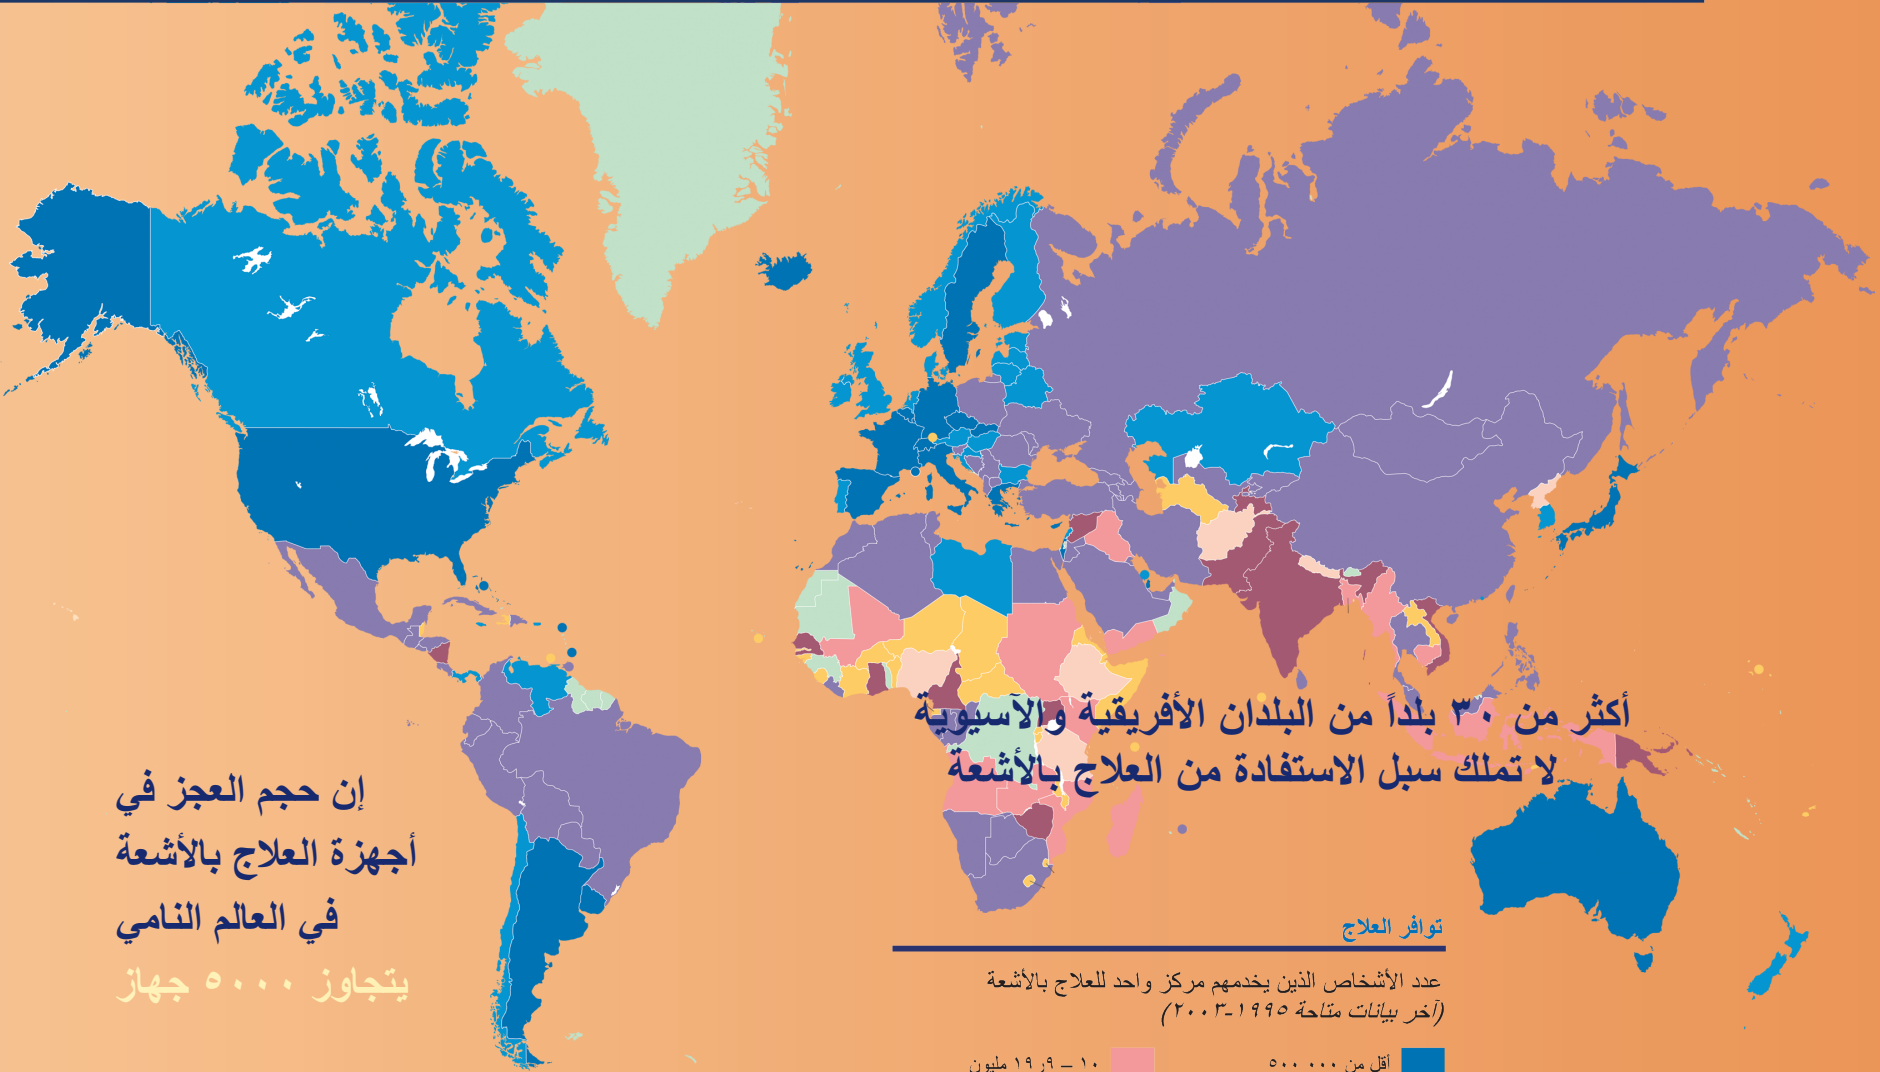 أكثر من ٣٠ بلداً من البلدان الأفريقية والآسيوية
لا تملك سبل الاستفادة من العلاج بالأشعة
إن حجم العجز في
أجهزة العلاج بالأشعة
في العالم النامي
يتجاوز ٥٠٠٠ جهاز
توافر العلاج
عدد الأشخاص الذين يخدمهم مركز واحد للعلاج بالأشعة
(آخر بيانات متاحة ١٩٩٥-٢٠٠٣)
أقل من ٥٠٠ ٠٠٠
١٠ – ١٩٫٩ مليون